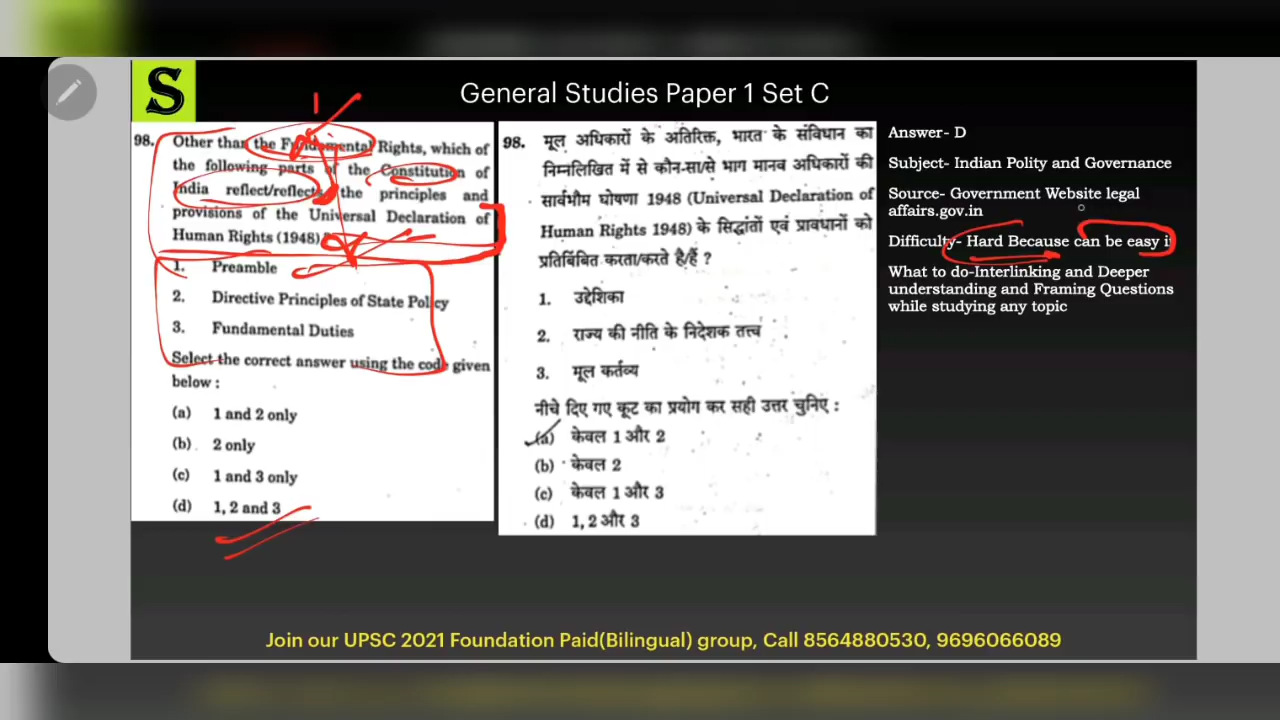 S
General Studies Paper 1 Set C
98. Other than the Fundamental Rights, which of
the following parts of the Constitution of
India reflect/reflects the principles and
provisions of the Universal Declaration of
Human Rights (1948)
1. Preamble
2. Directive Principles of State Policy
3. Fundamental Duties
Select the correct answer using the code given
below :
(a) 1 and 2 only
(b) 2 only
(c) 1 and 3 only
(d) 1, 2 and 3
98. मूल अधिकारों के अतिरिक्त, भारत के संविधान का
निम्नलिखित में से कौन-सा/से भाग मानव अधिकारों की
सार्वभौम घोषणा 1948 (Universal Declaration of
Human Rights 1948) के सिद्धांतों एवं प्रावधानों को
प्रतिबिंबित करता/करते है/हैं ?
1. उद्देशिका
2. राज्य की नीति के निदेशक तत्त्व
3. मूल कर्तव्य
नीचे दिए गए कूट का प्रयोग कर सही उत्तर चुनिए :
(a) केवल 1 और 2
(b) केवल 2
(c) केवल 1 और 3
(d) 1, 2 और 3
Answer- D
Subject- Indian Polity and Governance
Source- Government Website legal
affairs.gov.in
Difficulty- Hard Because can be easy
What to do-Interlinking and Deeper
understanding and Framing Questions
while studying any topic
Join our UPSC 2021 Foundation Paid(Bilingual) group, Call 8564880530, 9696066089